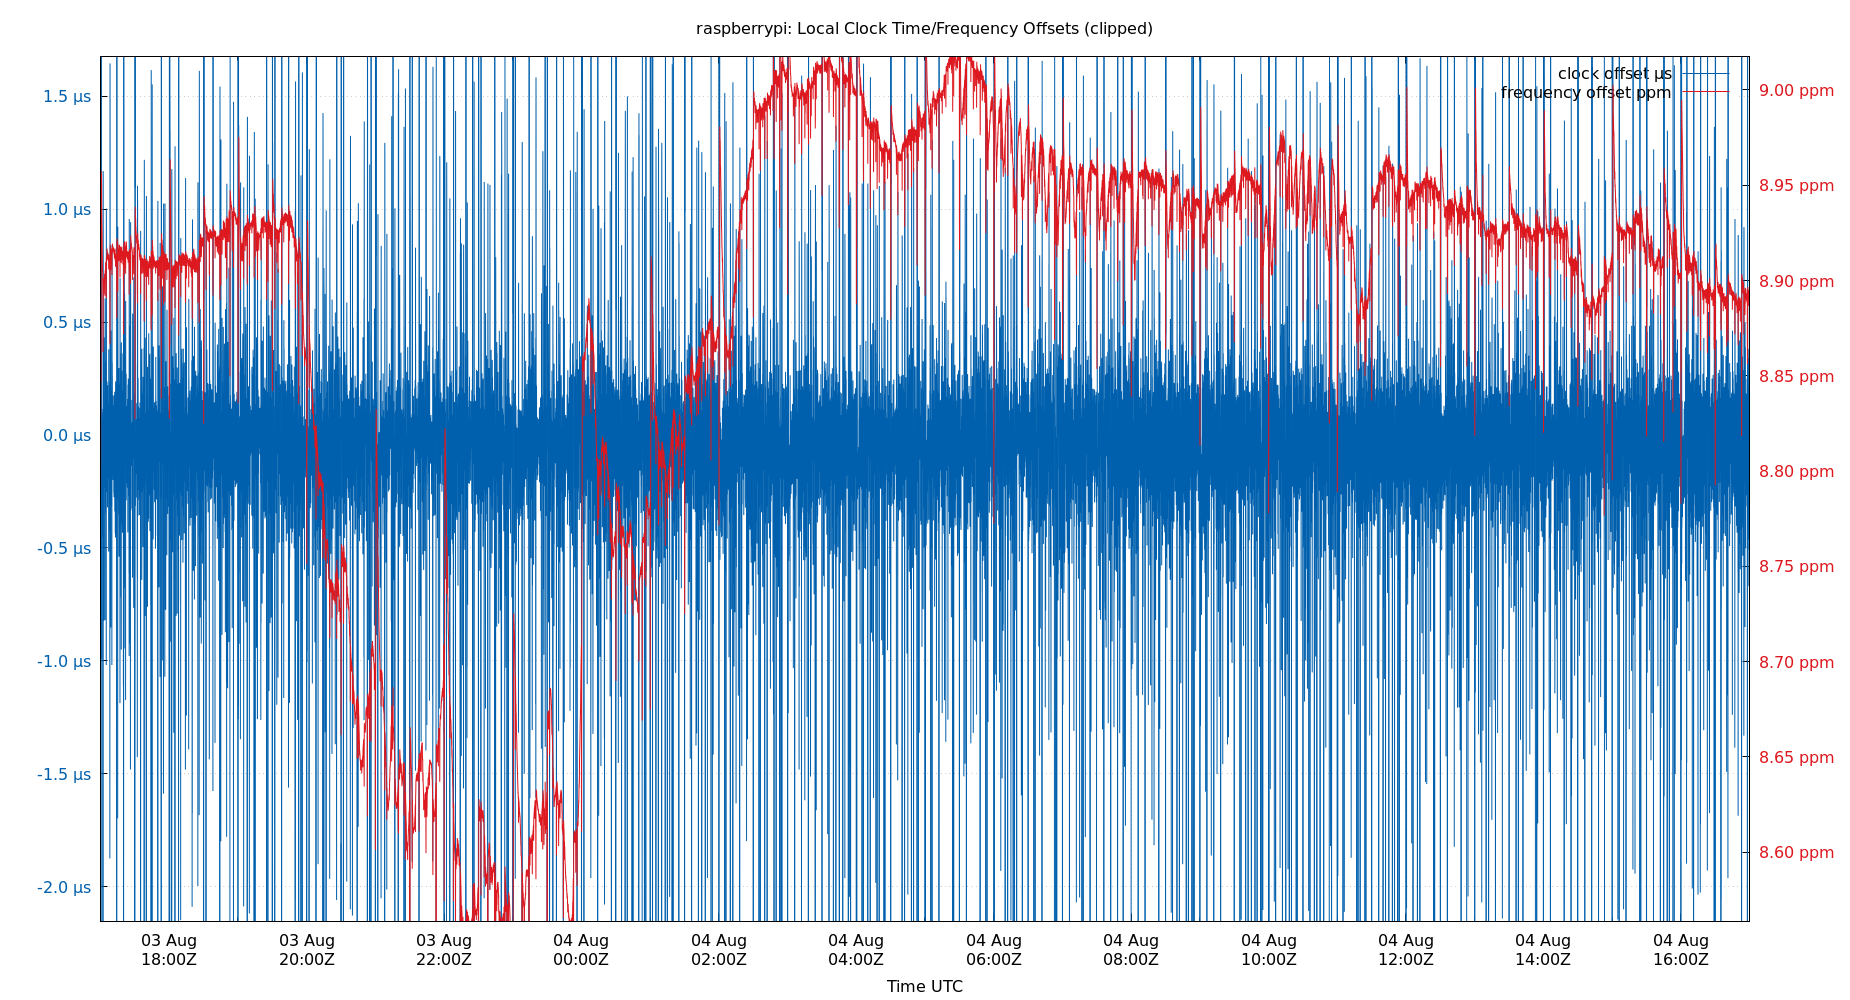 raspberrypi: Local Clock Time/Frequency Offsets (clipped)
clock offset µs
frequency offset ppm
1.5 µs
1.0 µs
0.5 µs
0.0 µs
-0.5 µs
-1.0 µs
-1.5 µs
-2.0 µs
9.00 ppm
8.95 ppm
8.90 ppm
8.85 ppm
8.80 ppm
8.75 ppm
8.70 ppm
8.65 ppm
8.60 ppm
03 Aug 03 Aug 03 Aug 04 Aug 04 Aug 04 Aug 04 Aug 04 Aug 04 Aug 04 Aug 04 Aug 04 Aug
18:00Z 20:00Z 22:00Z 00:00Z 02:00Z 04:00Z 06:00Z 08:00Z 10:00Z 12:00Z 14:00Z 16:00Z
Time UTC